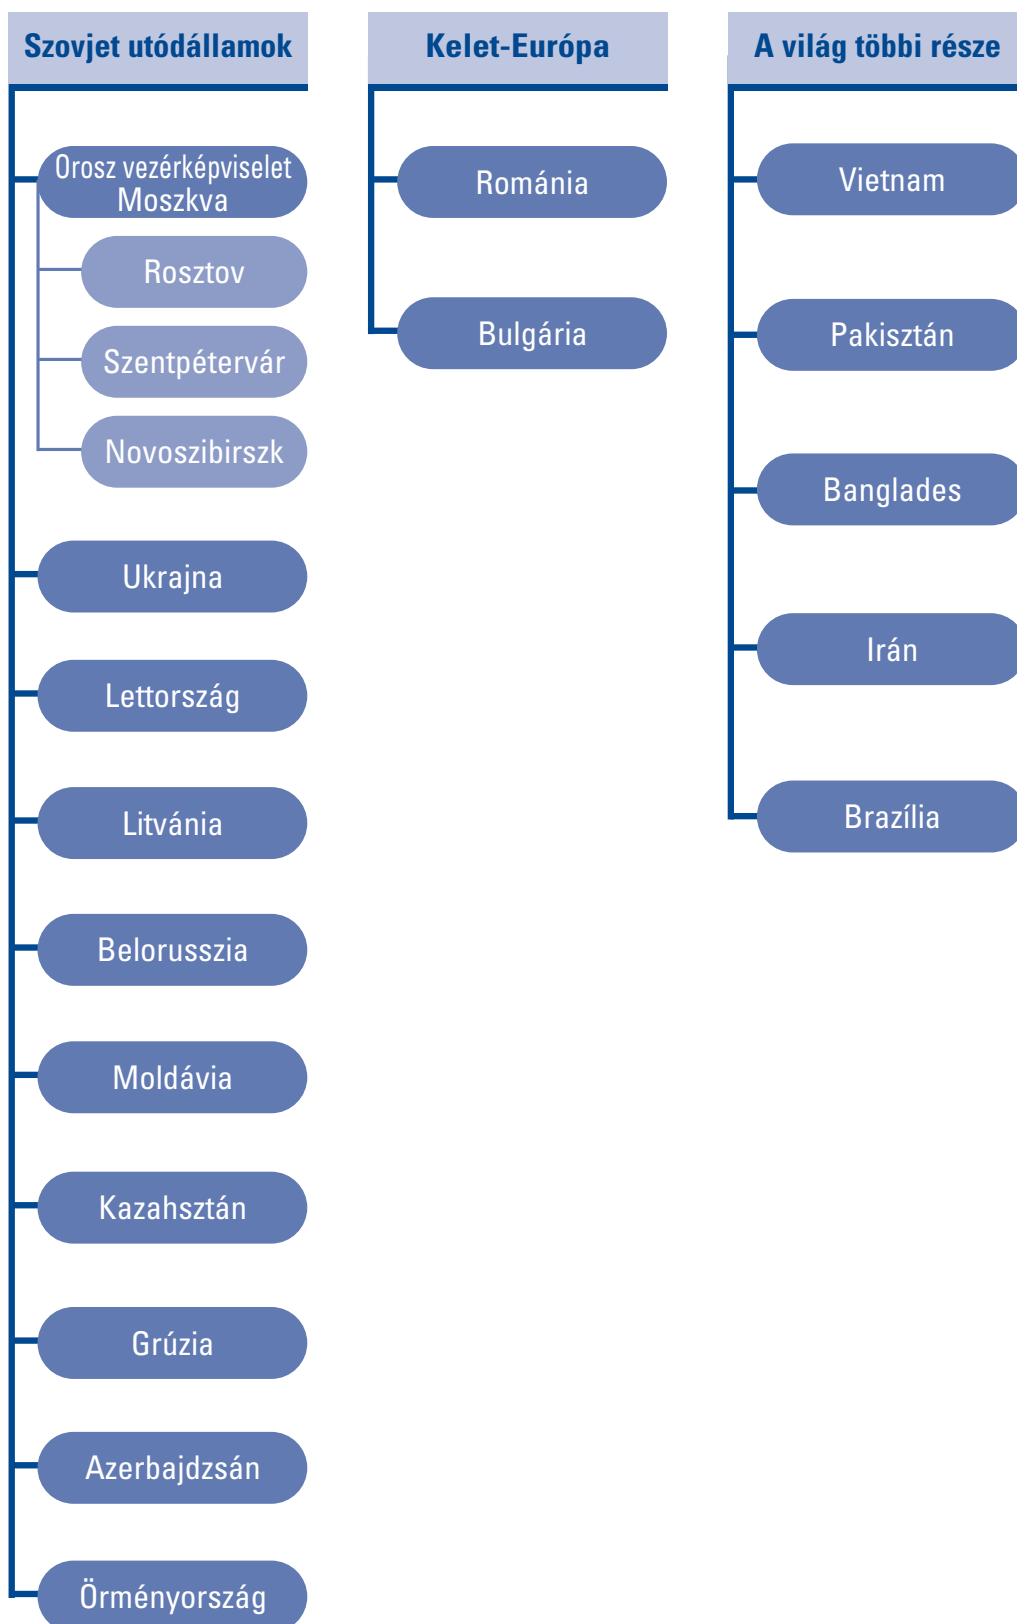 Szovjet utódállamok
Orosz vezérképviselet
Moszkva
Rosztov
Szentpétervár
Novoszibirszk
Ukrajna
Lettország
Litvánia
Belorusszia
Moldávia
Kazahsztán
Grúzia
Azerbajdzsán
Örményország
Kelet-Európa
Románia
Bulgária
A világ többi része
Vietnam
Pakisztán
Banglades
Irán
Brazília